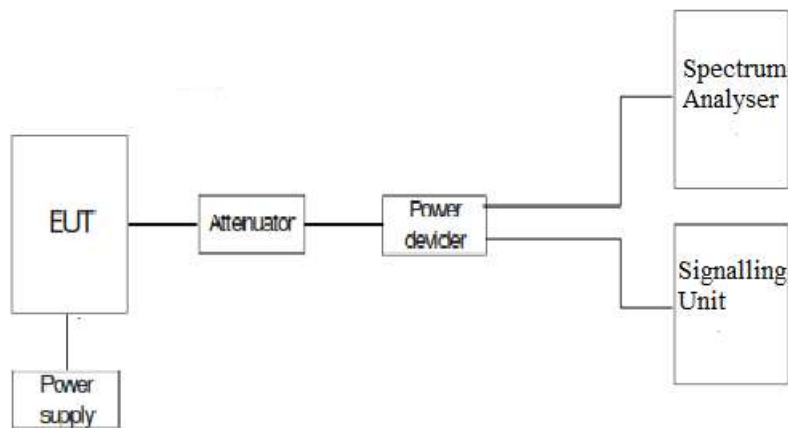 Spectrum
Analyser
EUT
Attenuator
Power
devider
Signalling
Unit
Power
supply